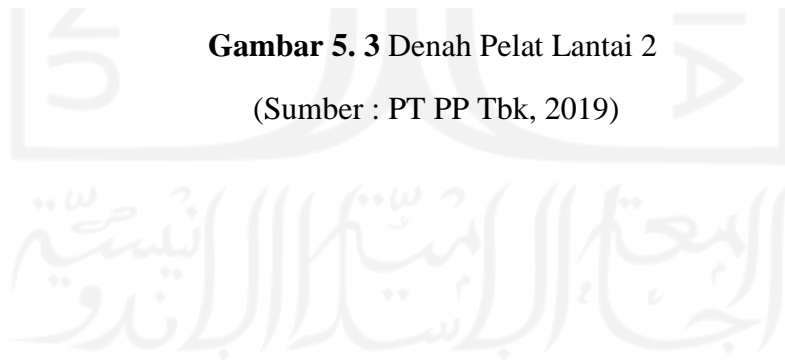 Gambar 5. 3 Denah Pelat Lantai 2
(Sumber : PT PP Tbk, 2019)